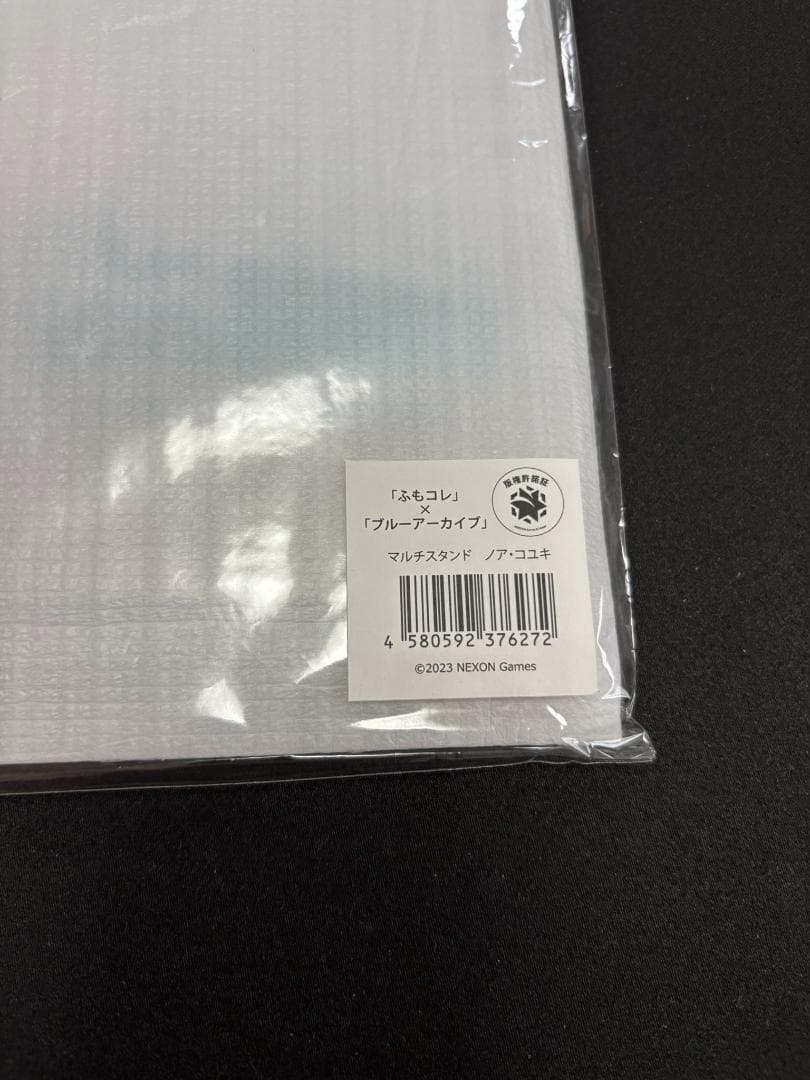 「ふもコレ」
×
「ブルーアーカイブ」
版権許諾証
マルチスタンド ノア・コユキ
4 580592 376272
©2023 NEXON Games